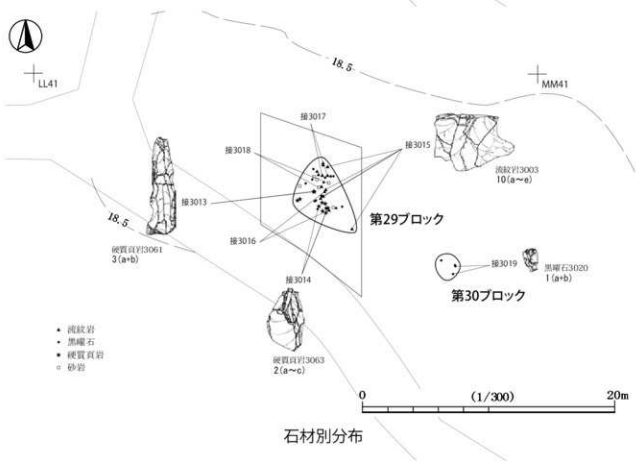 18.5
LL41
MM41
接3017
接3018
接3015
流紋岩3003
10(a~e)
接3013
第29ブロック
18.5
接3016
硬質頁岩3061
3(a+b)
接3014
接3019
黒曜石3020
1(a+b)
第30ブロック
硬質頁岩3063
2(a~c)
流紋岩
黒曜石
硬質頁岩
砂岩
0
(1/300)
20m
石材別分布